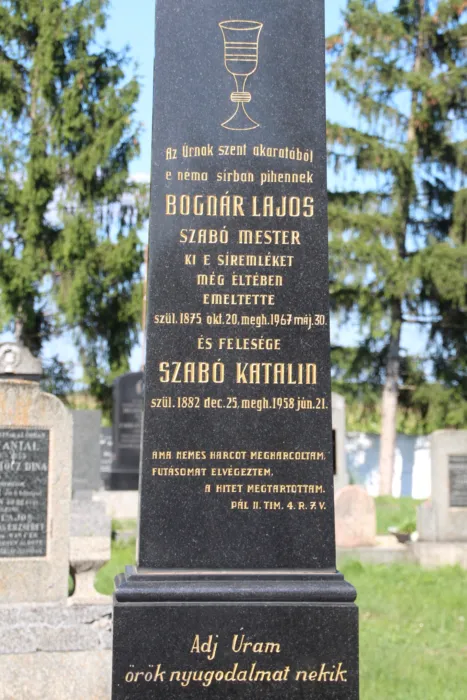 Az Úrnak szent akaratából
e néma sírban pihennek
BOGNÁR LAJOS
SZABÓ MESTER
KI E SÍREMLÉKET
MÉG ÉLTÉBEN
EMELTETTE
szül. 1875 okt. 20. megh. 1967 máj. 30.
ÉS FELESÉGE
SZABÓ KATALIN
szül. 1882 dec. 25. megh. 1958 jún. 21.
AMA NEMES HARCOT MEGHARCOLTAM,
FUTÁSOMAT ELVÉGEZTEM,
A HITET MEGTARTOTTAM.
PÁL II. TIM. 4. R. 7. V.
Adj Uram
örök nyugodalmat nekik.
ANTAL
LAJOS